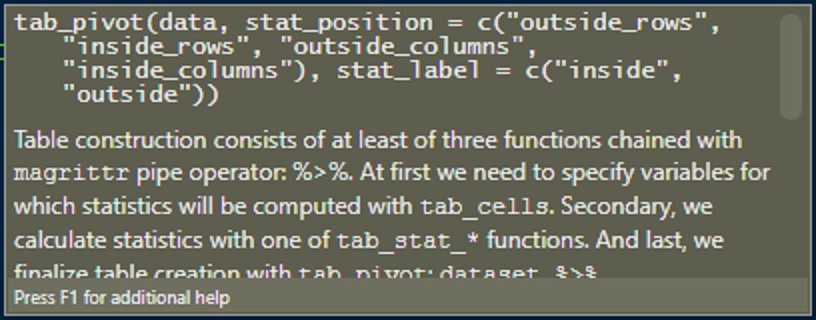 tab_pivot(data, stat_position = c("outside_rows",
"inside_rows", "outside_columns",
"inside_columns"), stat_label = c("inside",
"outside"))
Table construction consists of at least of three functions chained with
magrittr pipe operator: %>%. At first we need to specify variables for
which statistics will be computed with tab_cells. Secondary, we
calculate statistics with one of tab_stat_* functions. And last, we
finalize table creation with tab_pivot: dataset %>%
Press F1 for additional help